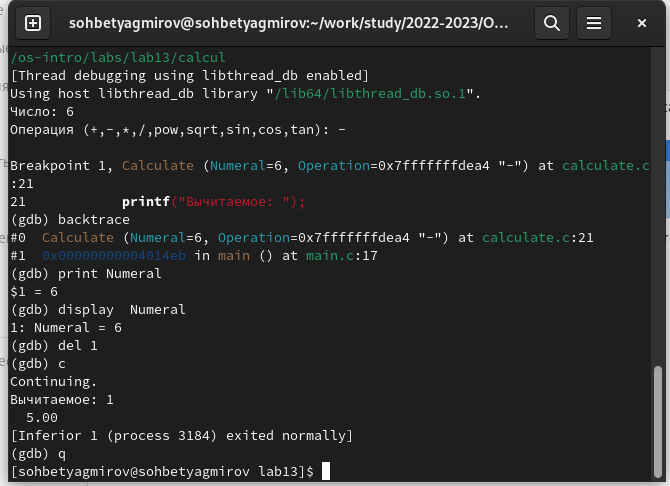 sohbetyagmirov@sohbetyagmirov:~/work/study/2022-2023/O...
/os-intro/labs/lab13/calcul
[Thread debugging using libthread_db enabled]
Using host libthread_db library "/lib64/libthread_db.so.1".
Число: 6
Операция (+,-,*,/,pow,sqrt,sin,cos,tan): -
Breakpoint 1, Calculate (Numeral=6, Operation=0x7fffffffdea4 "-") at calculate.c
:21
21 printf("Вычитаемое: ");
(gdb) backtrace
#0 Calculate (Numeral=6, Operation=0x7fffffffdea4 "-") at calculate.c:21
#1 0x00000000004014eb in main () at main.c:17
(gdb) print Numeral
$1 = 6
(gdb) display  Numeral
1: Numeral = 6
(gdb) del 1
(gdb) c
Continuing.
Вычитаемое: 1
5.00
[Inferior 1 (process 3184) exited normally]
(gdb) q
[sohbetyagmirov@sohbetyagmirov lab13]$